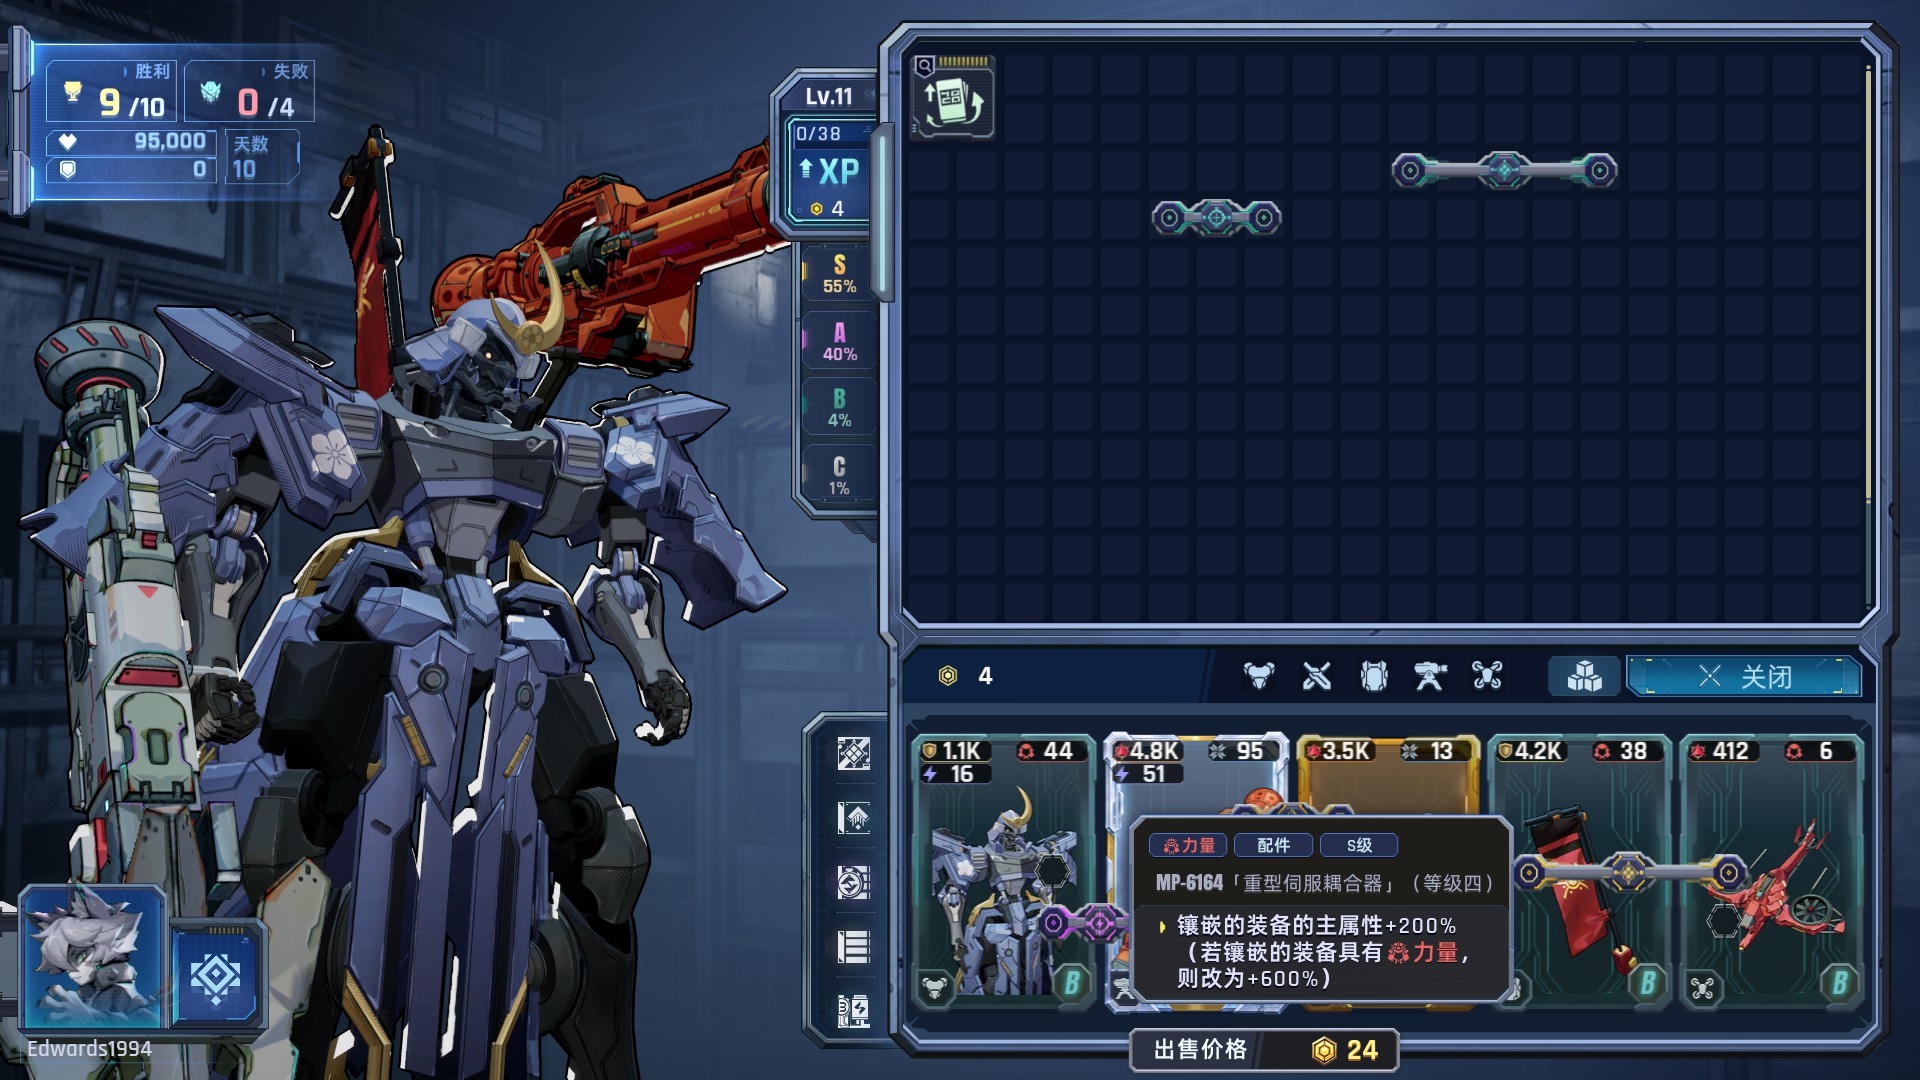 胜利
9/10
失败
0/4
95,000
0
天数
10
Lv.11
0/38
XP
4
S
55%
A
40%
B
4%
C
1%
4
关闭
1.1K
44
16
4.8K
95
51
3.5K
13
4.2K
38
412
6
力量
配件
S级
MP-6164「重型伺服耦合器」（等级四）
镶嵌的装备的主属性+200%
（若镶嵌的装备具有力量，
则改为+600%）
B
B
B
出售价格
24
Edwards1994